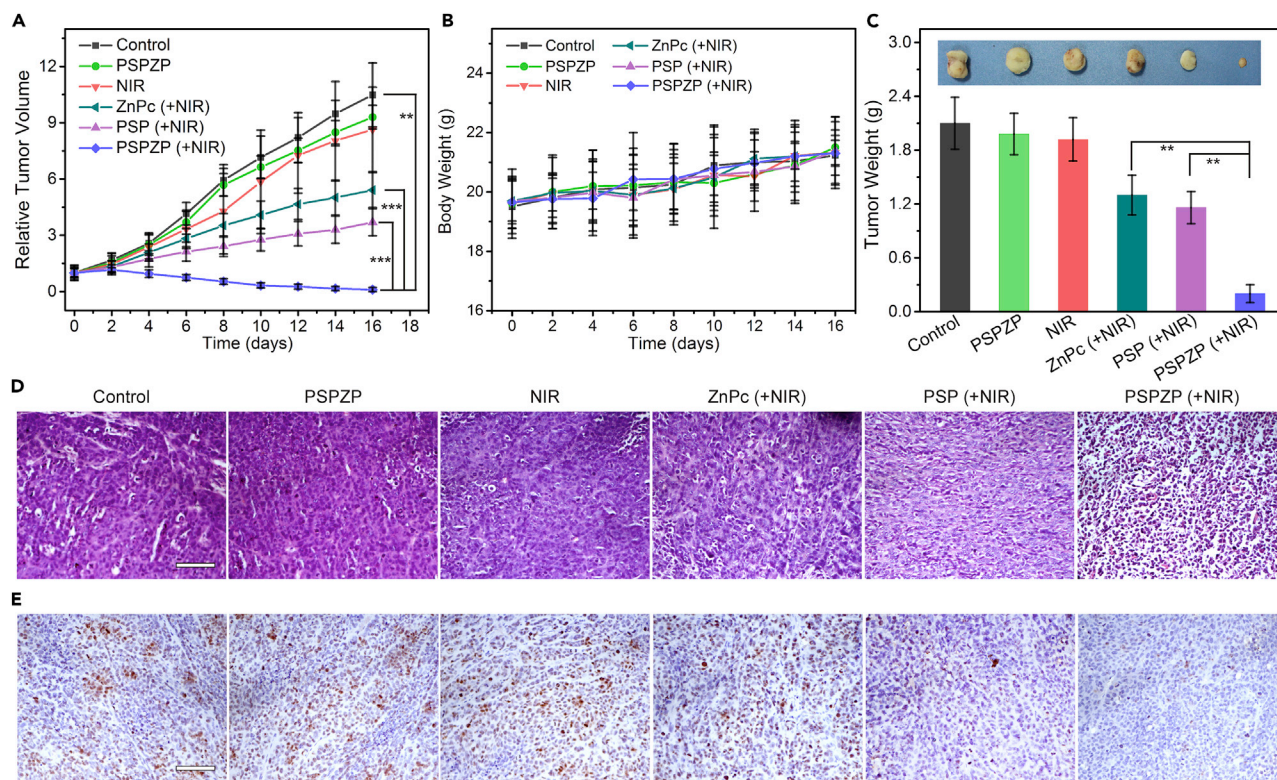 A
Relative Tumor Volume
12
9
6
3
0
Control
PSPZP
NIR
ZnPc (+NIR)
PSP (+NIR)
PSPZP (+NIR)
**
***
***
0 2 4 6 8 10 12 14 16 18
Time (days)
B
Body Weight (g)
24
22
20
18
16
Control
PSPZP
NIR
ZnPc (+NIR)
PSP (+NIR)
PSPZP (+NIR)
0 2 4 6 8 10 12 14 16
Time (days)
C
Tumor Weight (g)
3.0
2.4
1.8
1.2
0.6
0.0
**
**
Control
PSPZP
NIR
ZnPc (+NIR)
PSP (+NIR)
PSPZP (+NIR)
D
Control PSPZP NIR ZnPc (+NIR) PSP (+NIR) PSPZP (+NIR)
E